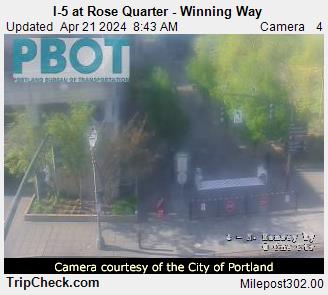 I-5 at Rose Quarter - Winning Way
Updated Apr 21 2024 8:43 AM Camera 4
PBOT
PORTLAND BUREAU OF TRANSPORTATION
Camera courtesy of the City of Portland
TripCheck.com Milepost302.00